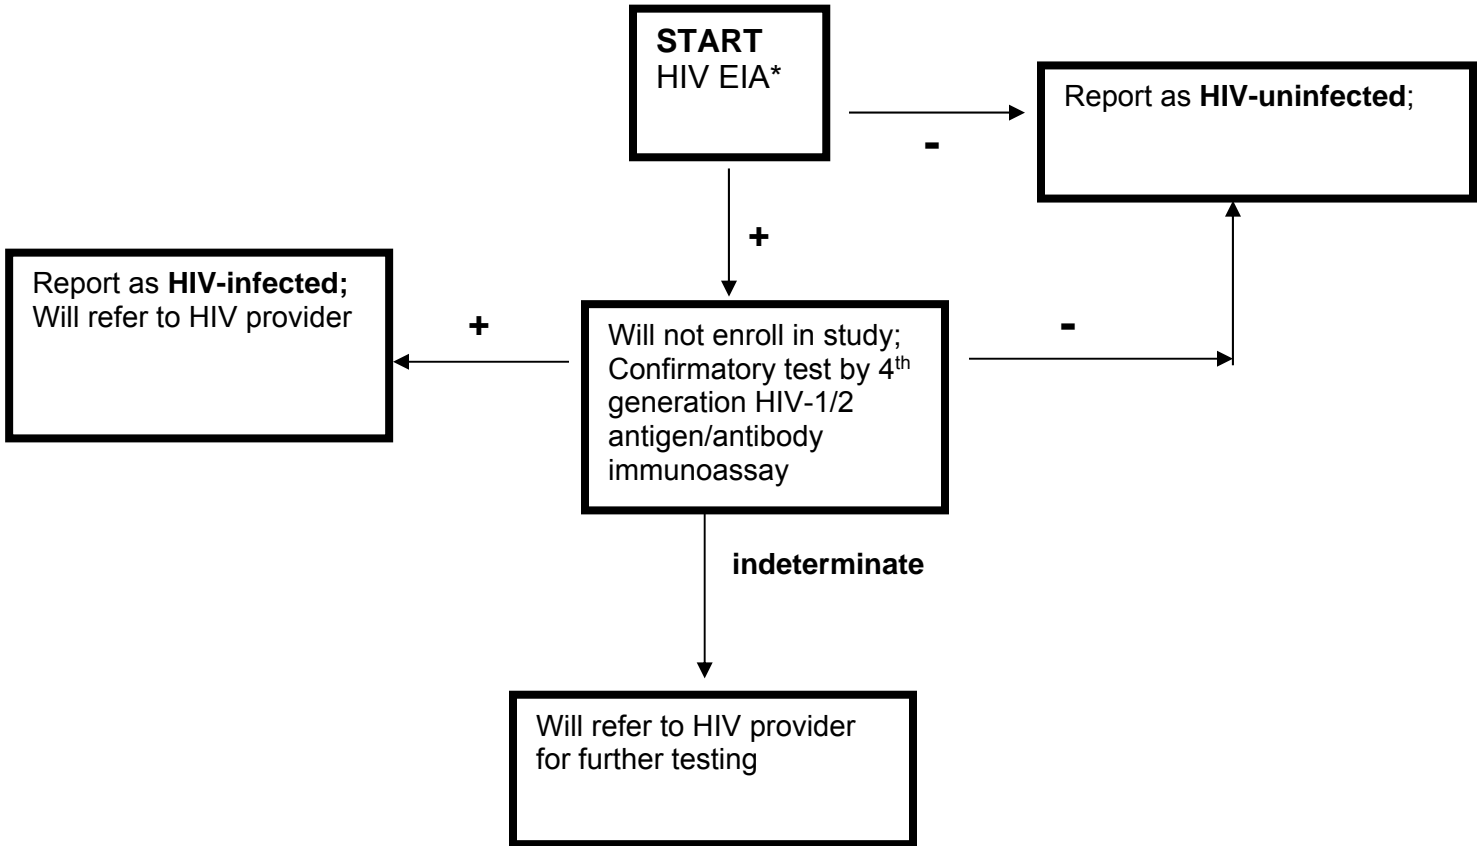 START
HIV EIA*
Report as HIV-uninfected;
-
+
Report as HIV-infected;
Will refer to HIV provider
+
Will not enroll in study;
Confirmatory test by 4th
generation HIV-1/2
antigen/antibody
immunoassay
-
indeterminate
Will refer to HIV provider
for further testing